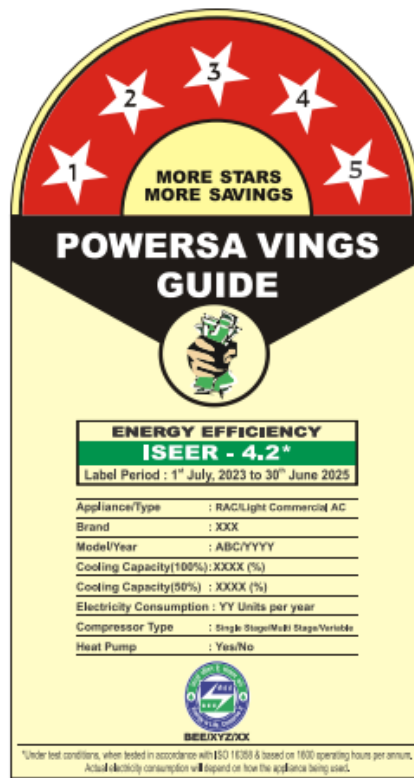 1 2 3 4 5
MORE STARS
MORE SAVINGS
POWERSA VINGS
GUIDE
ENERGY EFFICIENCY
ISEER - 4.2*
Label Period : 1st July, 2023 to 30th June 2025
Appliance/Type : RAC/Light Commercial AC
Brand : XXX
Model/Year : ABC/YYYY
Cooling Capacity(100%):XXXX (%)
Cooling Capacity(50%) : XXXX (%)
Electricity Consumption : YY Units per year
Compressor Type : Single Stage/Multi Stage/Variable
Heat Pump : Yes/No
BEE/XYZ/XX
*Under test conditions, when tested in accordance with ISO 16358 & based on 1600 operating hours per annum,
Actual electricity consumption will depend on how the appliance being used.